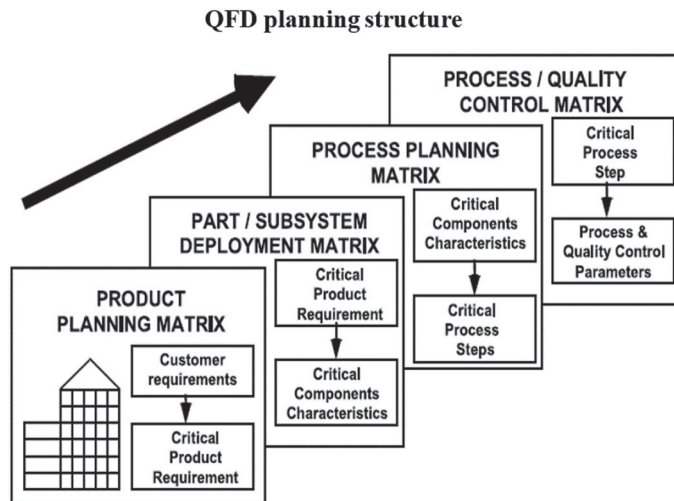 QFD planning structure
PROCESS / QUALITY
CONTROL MATRIX
Critical
Process
Step
Process &
Quality Control
Parameters
PROCESS PLANNING
MATRIX
Critical
Components
Characteristics
Critical
Process
Steps
PART / SUBSYSTEM
DEPLOYMENT MATRIX
Critical
Product
Requirement
Critical
Components
Characteristics
PRODUCT
PLANNING MATRIX
Customer
requirements
Critical
Product
Requirement